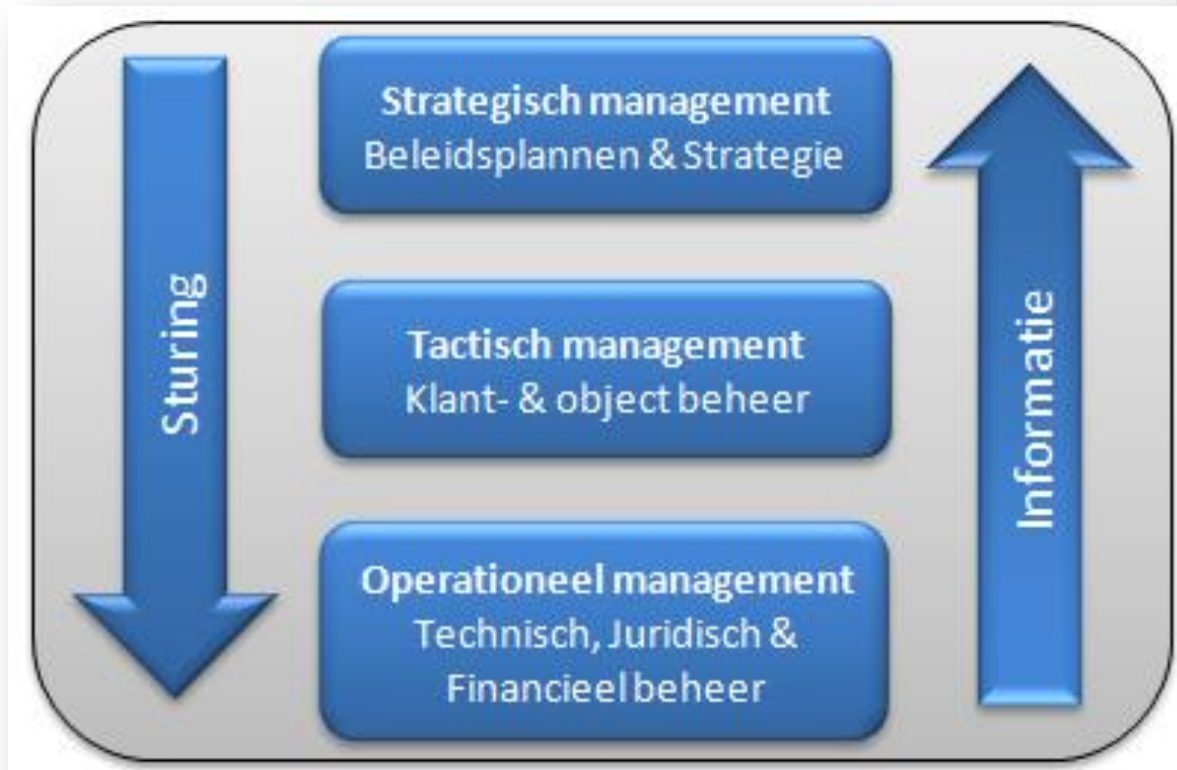 Strategisch management
Beleidsplannen & Strategie
Sturing
Tactisch management
Klant- & object beheer
Informatie
Operationeel management
Technisch, Juridisch &
Financieel beheer